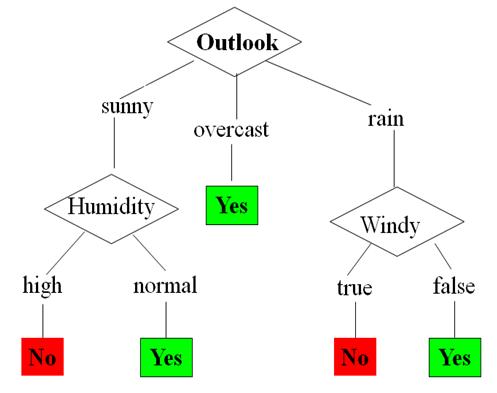 Outlook
sunny
overcast
rain
Humidity
Yes
Windy
high
normal
true
false
No
Yes
No
Yes